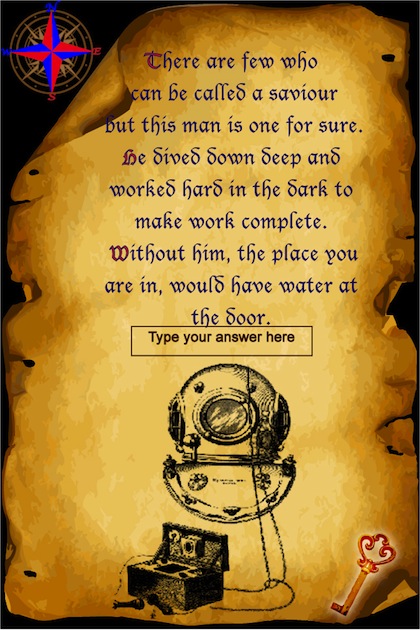 N
W E
S
There are few who
can be called a saviour
but this man is one for sure.
He dived down deep and
worked hard in the dark to
make work complete.
Without him, the place you
are in, would have water at
the door.
Type your answer here